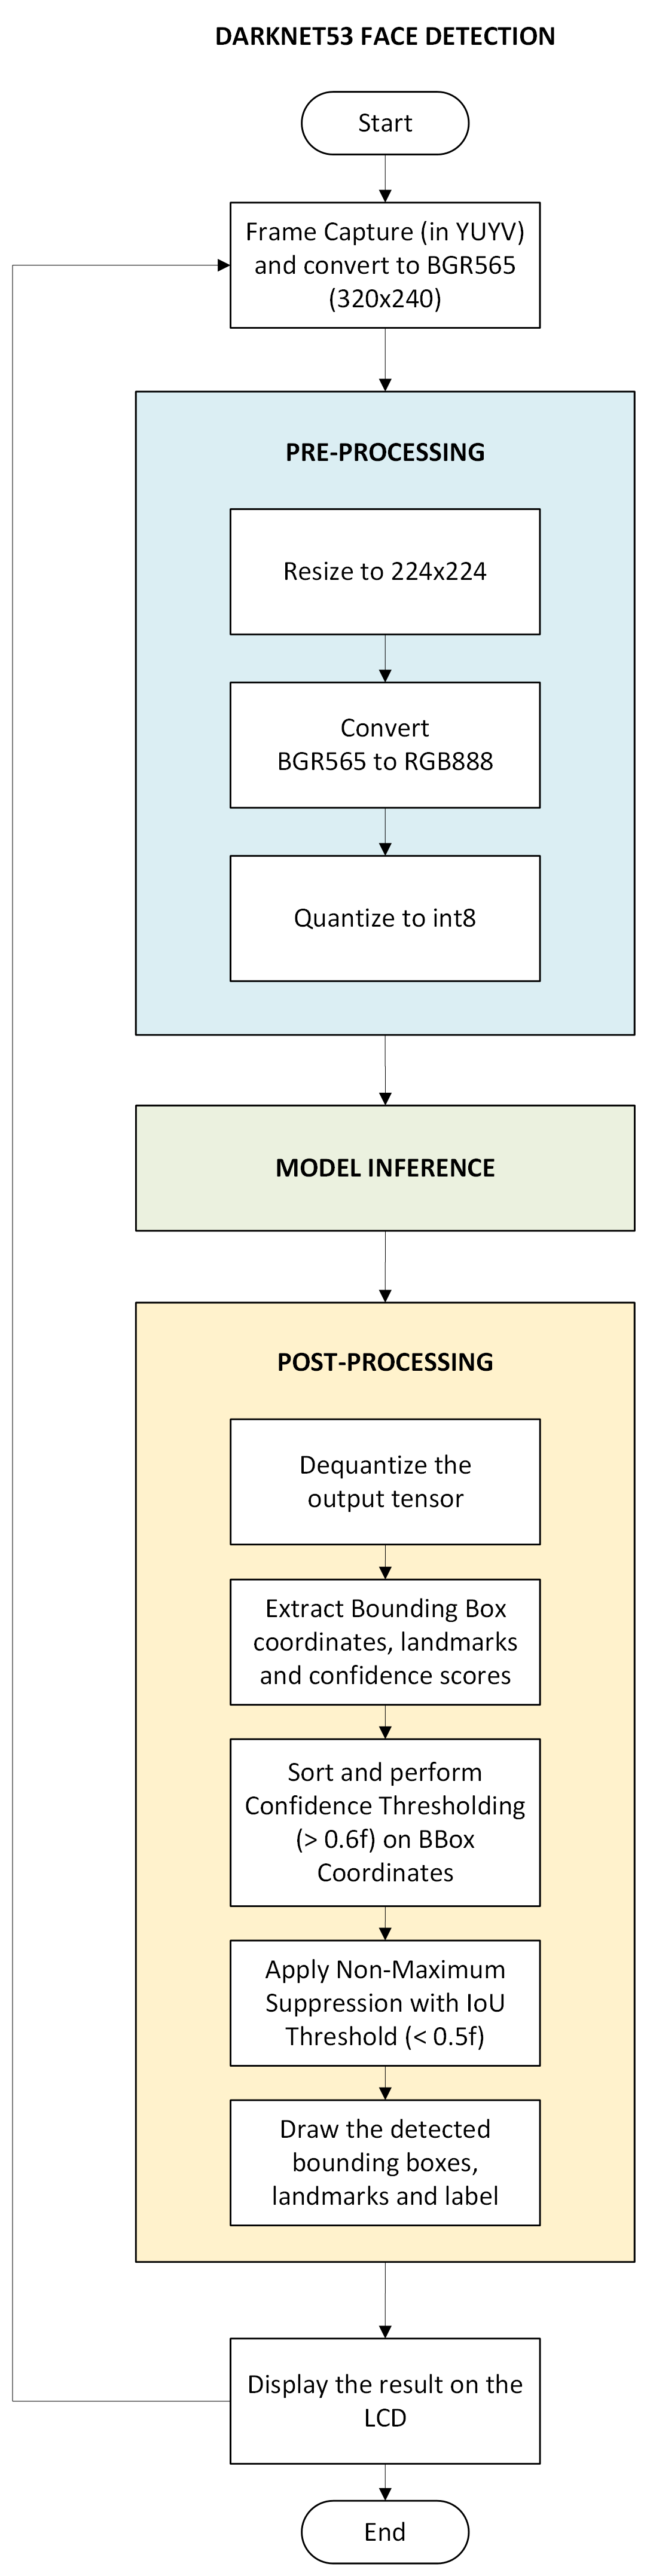 DARKNET53 FACE DETECTION
Start
Frame Capture (in YUYV)
and convert to BGR565
(320x240)
PRE-PROCESSING
Resize to 224x224
Convert
BGR565 to RGB888
Quantize to int8
MODEL INFERENCE
POST-PROCESSING
Dequantize the
output tensor
Extract Bounding Box
coordinates, landmarks
and confidence scores
Sort and perform
Confidence Thresholding
(> 0.6f) on BBox
Coordinates
Apply Non-Maximum
Suppression with IoU
Threshold (< 0.5f)
Draw the detected
bounding boxes,
landmarks and label
Display the result on the
LCD
End